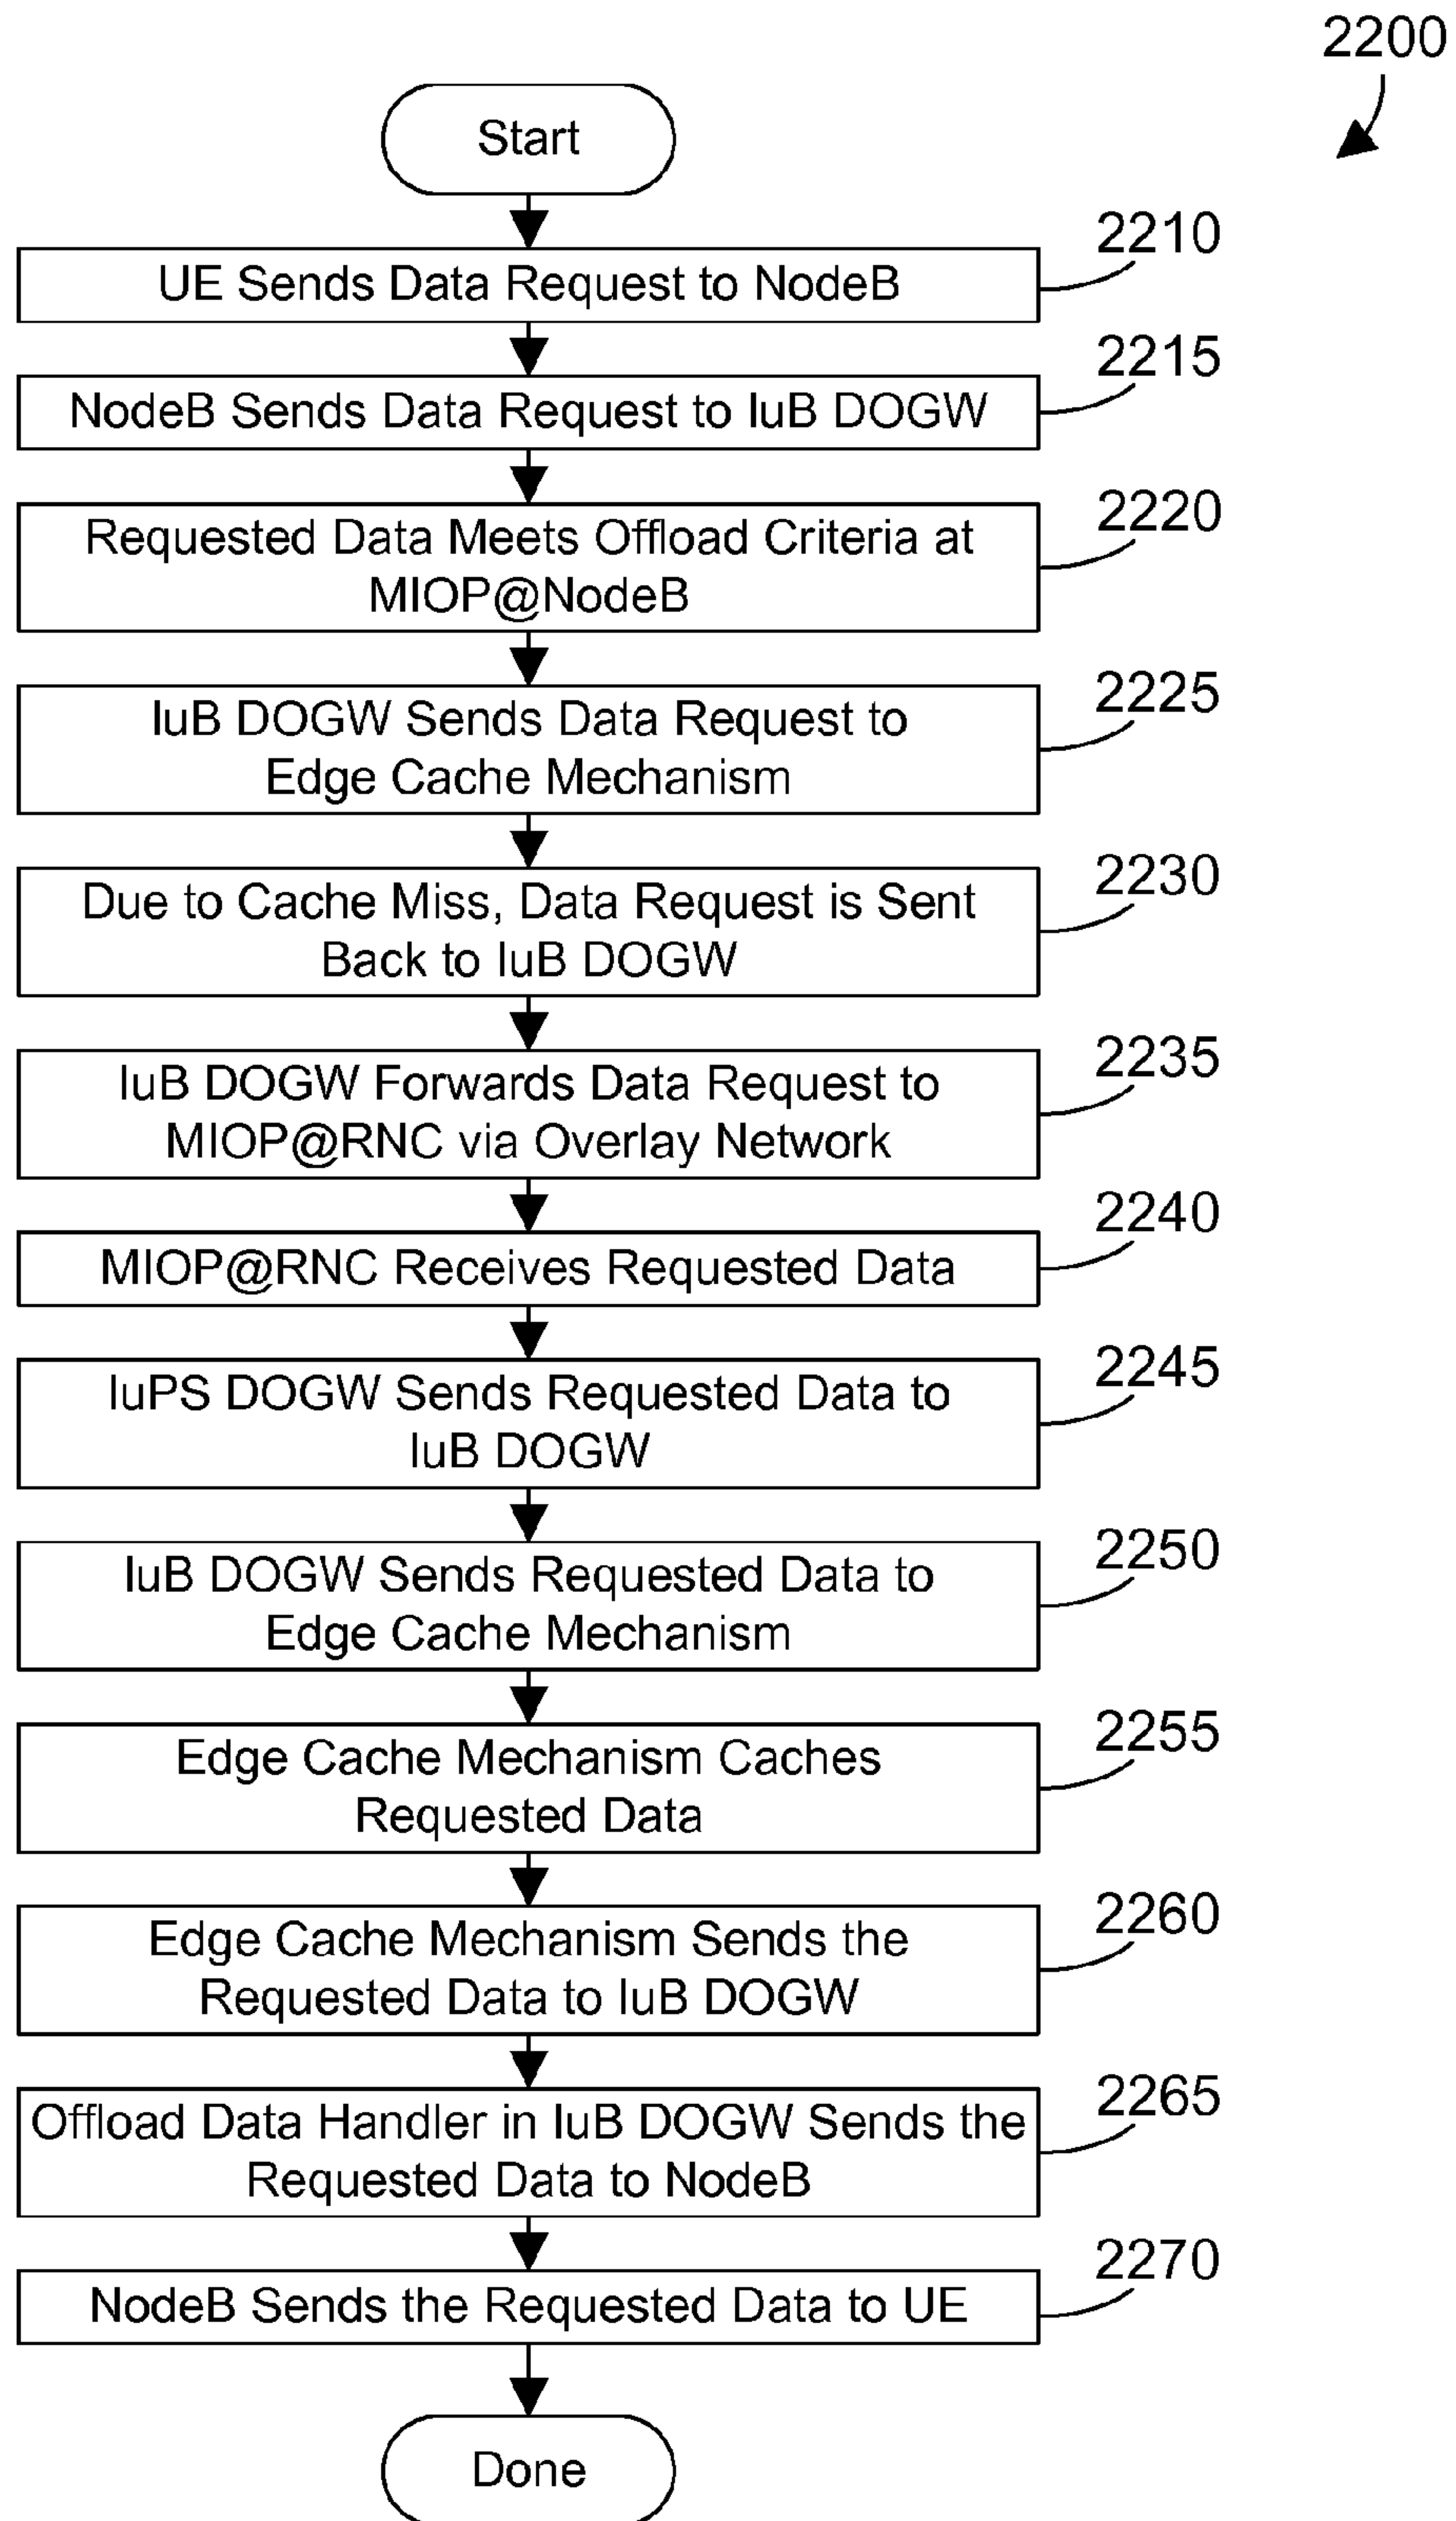 2200
Start
2210
UE Sends Data Request to NodeB
2215
NodeB Sends Data Request to IuB DOGW
2220
Requested Data Meets Offload Criteria at
MIOP@NodeB
2225
IuB DOGW Sends Data Request to
Edge Cache Mechanism
2230
Due to Cache Miss, Data Request is Sent
Back to IuB DOGW
2235
IuB DOGW Forwards Data Request to
MIOP@RNC via Overlay Network
2240
MIOP@RNC Receives Requested Data
2245
IuPS DOGW Sends Requested Data to
IuB DOGW
2250
IuB DOGW Sends Requested Data to
Edge Cache Mechanism
2255
Edge Cache Mechanism Caches
Requested Data
2260
Edge Cache Mechanism Sends the
Requested Data to IuB DOGW
2265
Offload Data Handler in IuB DOGW Sends the
Requested Data to NodeB
2270
NodeB Sends the Requested Data to UE
Done